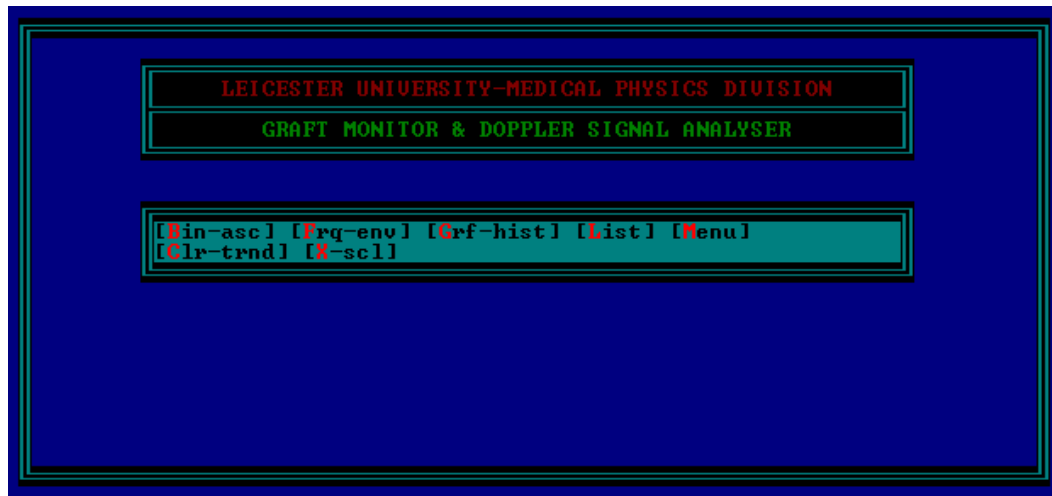 LEICESTER UNIVERSITY-MEDICAL PHYSICS DIVISION
GRAFT MONITOR & DOPPLER SIGNAL ANALYSER
[Bin-asc] [Frq-env] [Grf-hist] [List] [Menu]
[Clr-trnd] [X-scl]